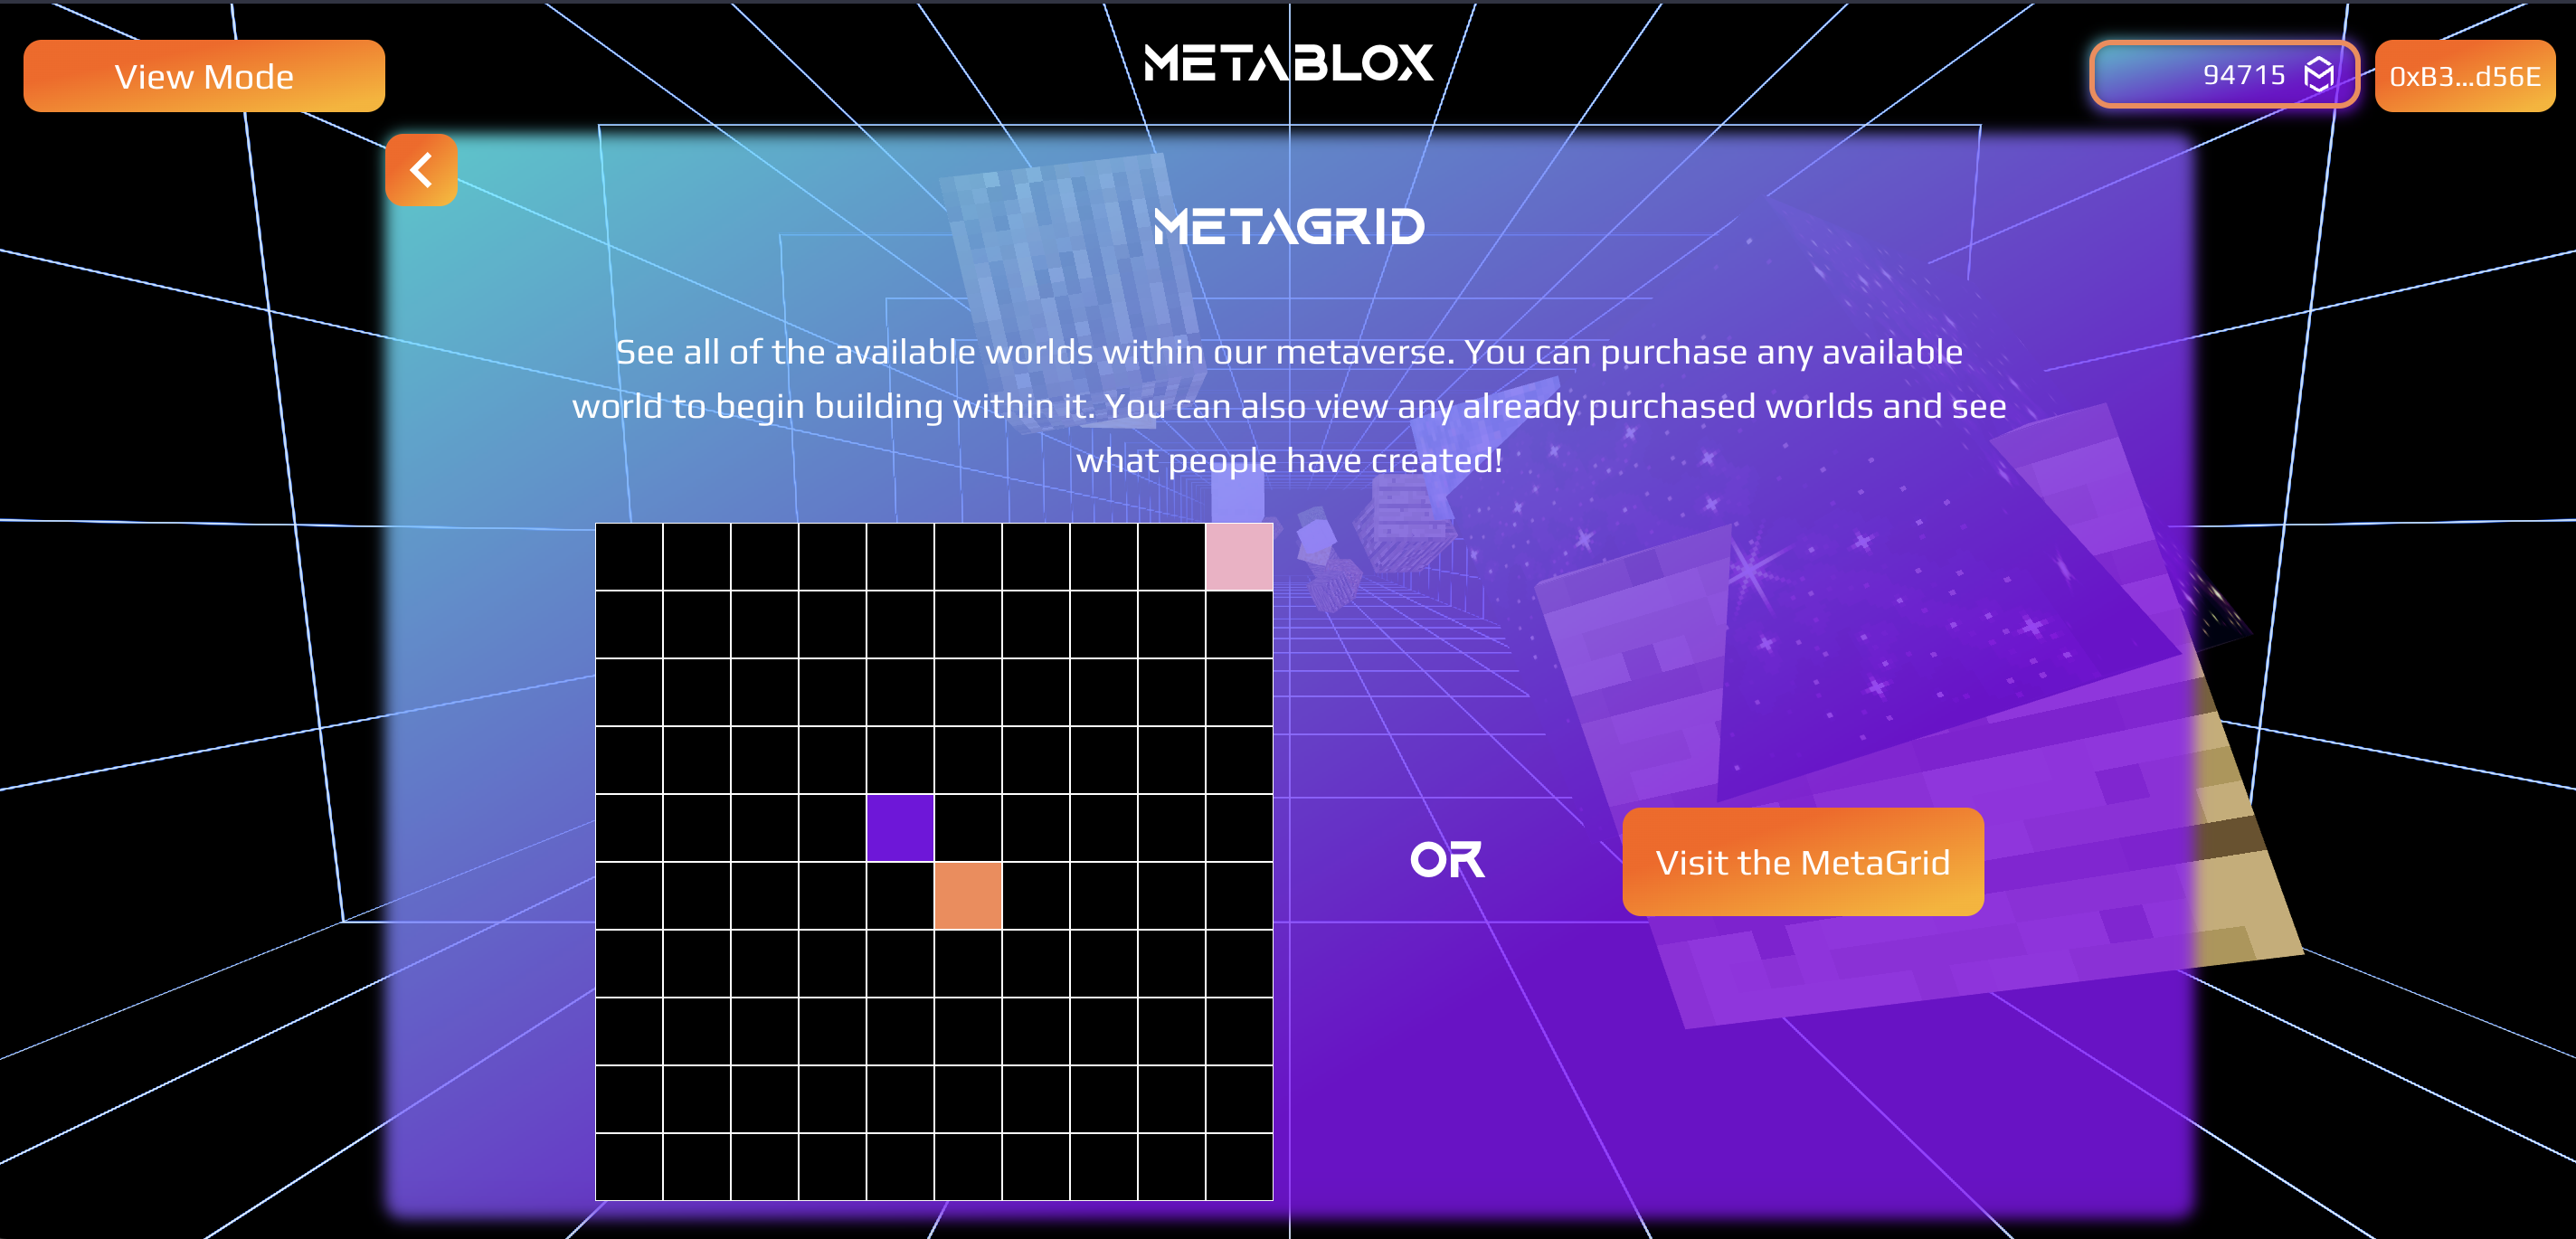 View Mode
METABLOX
94715
0xB3...d56E
METAGRID
See all of the available worlds within our metaverse. You can purchase any available
world to begin building within it. You can also view any already purchased worlds and see
what people have created!
OR
Visit the MetaGrid